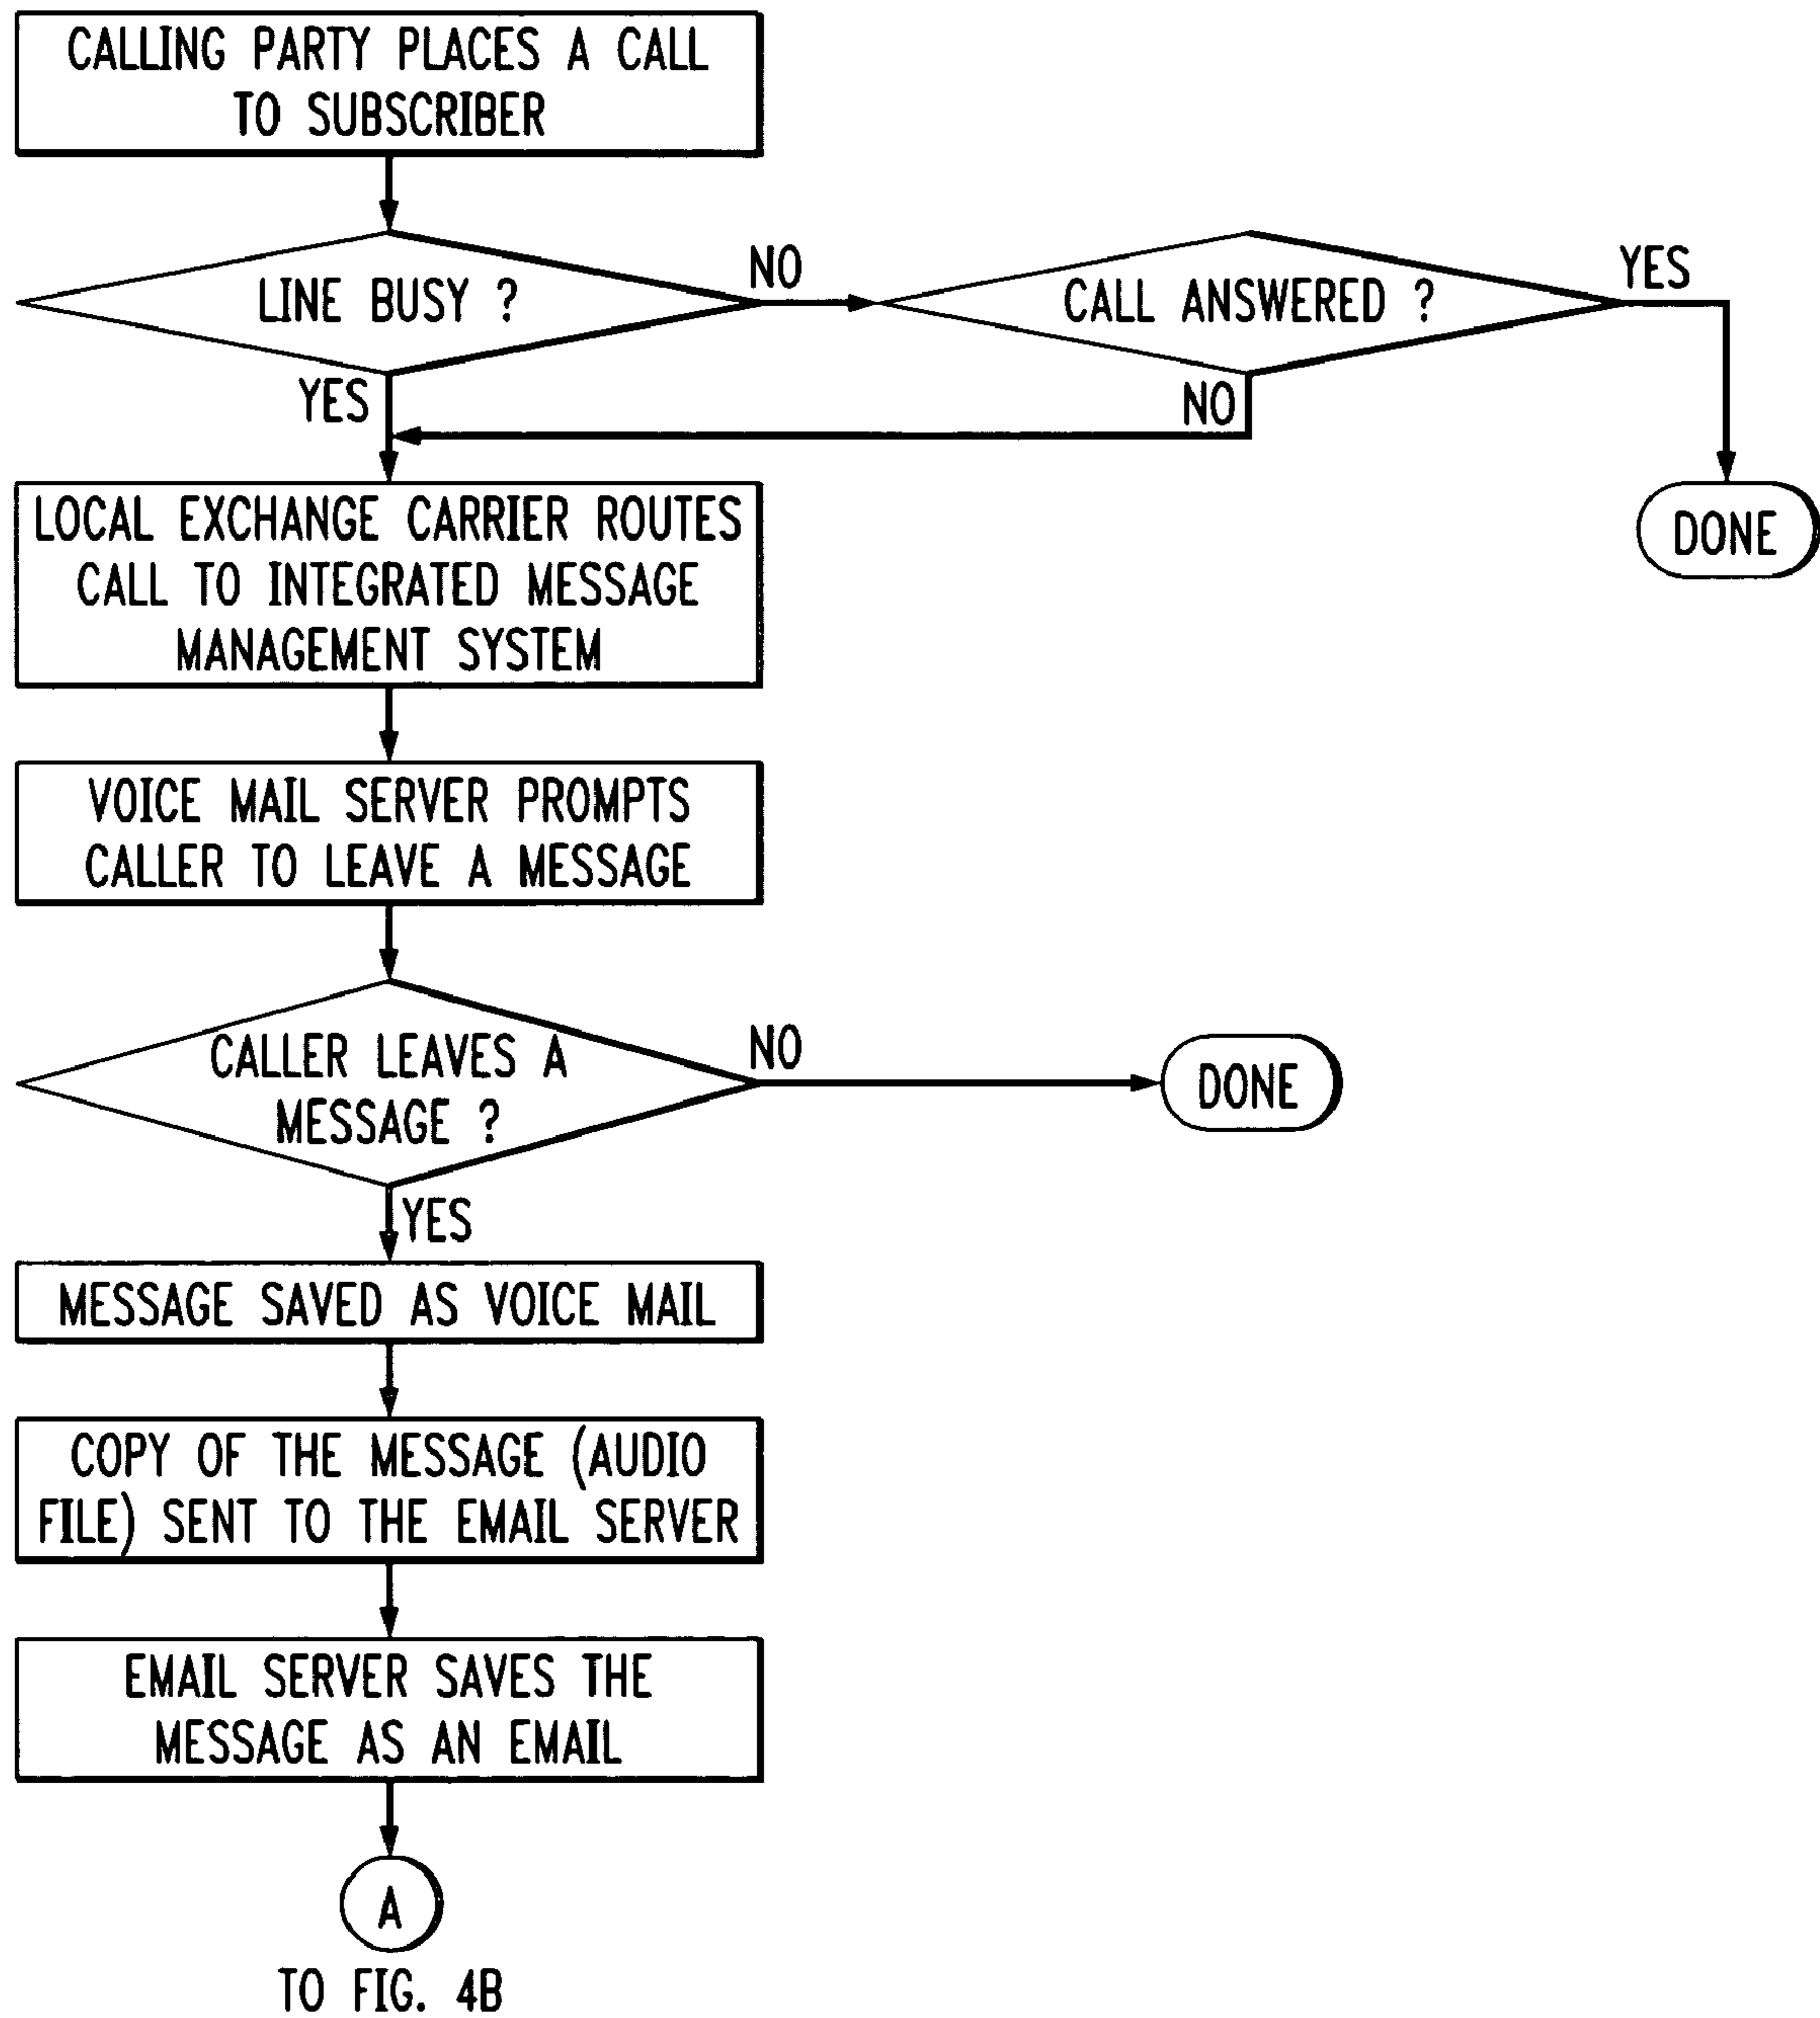 CALLING PARTY PLACES A CALL
TO SUBSCRIBER
LINE BUSY ?
NO
CALL ANSWERED ?
YES
YES
NO
LOCAL EXCHANGE CARRIER ROUTES
CALL TO INTEGRATED MESSAGE
MANAGEMENT SYSTEM
DONE
VOICE MAIL SERVER PROMPTS
CALLER TO LEAVE A MESSAGE
CALLER LEAVES A
MESSAGE ?
NO
DONE
YES
MESSAGE SAVED AS VOICE MAIL
COPY OF THE MESSAGE (AUDIO
FILE) SENT TO THE EMAIL SERVER
EMAIL SERVER SAVES THE
MESSAGE AS AN EMAIL
A
TO FIG. 4B